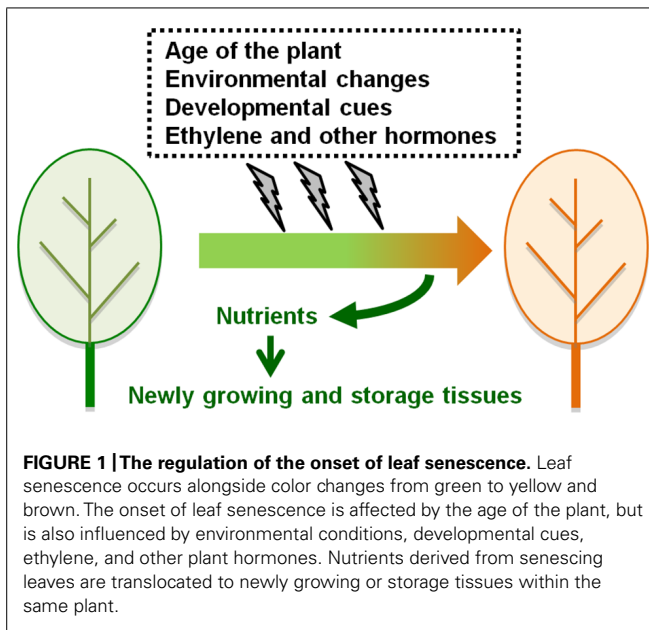 Age of the plant
Environmental changes
Developmental cues
Ethylene and other hormones
Nutrients
Newly growing and storage tissues
FIGURE 1 | The regulation of the onset of leaf senescence. Leaf
senescence occurs alongside color changes from green to yellow and
brown. The onset of leaf senescence is affected by the age of the plant, but
is also influenced by environmental conditions, developmental cues,
ethylene, and other plant hormones. Nutrients derived from senescing
leaves are translocated to newly growing or storage tissues within the
same plant.